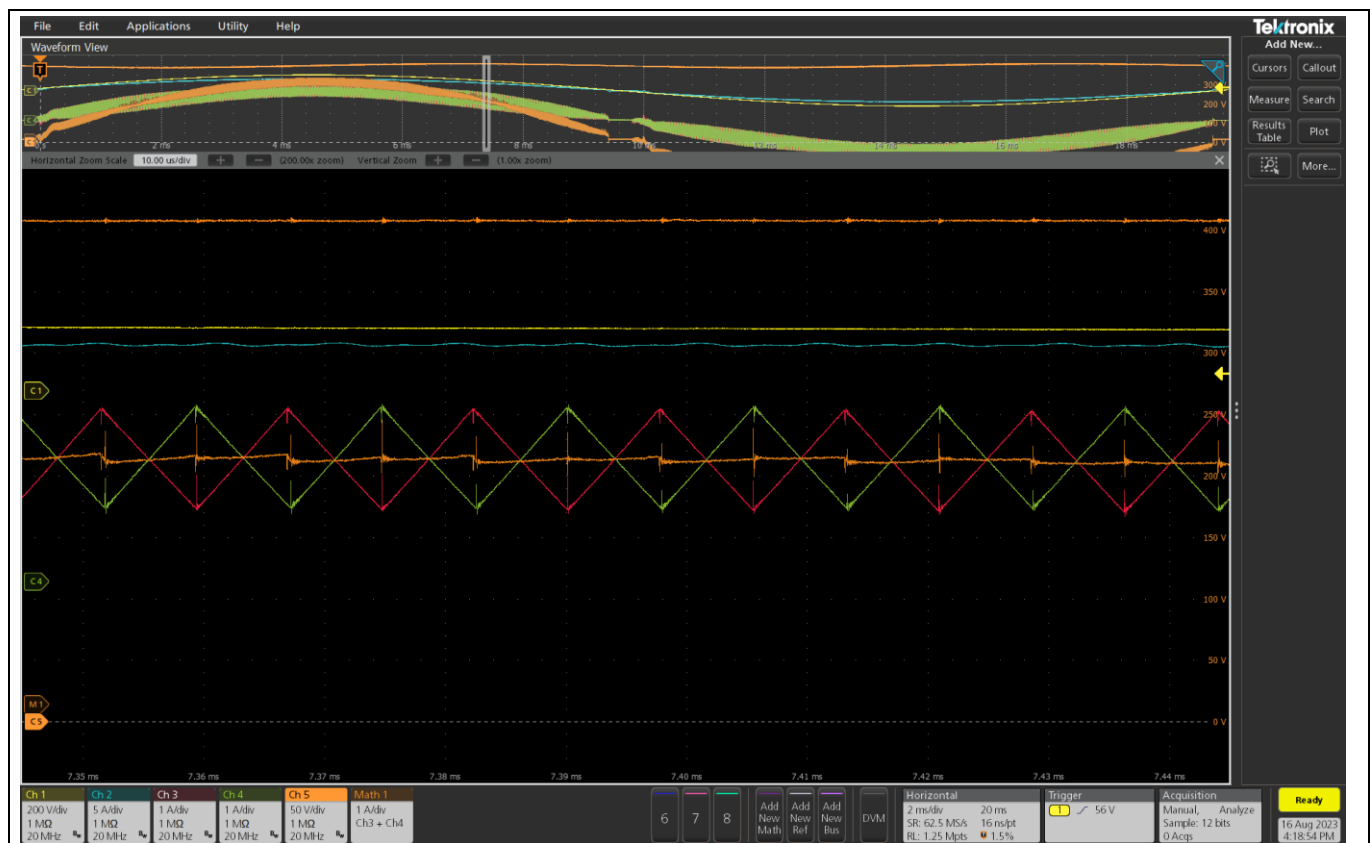 File Edit Applications Utility Help
Tektronix
Waveform View
Add New...
Cursors Callout
Measure Search
Results Table Plot
More...
T
C4
300 V
200 V
100 V
0 V
2 ms 4 ms 6 ms 8 ms 10 ms 12 ms 14 ms 16 ms 18 ms
Horizontal Zoom Scale 10.00 us/div + − (200.00x zoom) Vertical Zoom + − (1.00x zoom)
400 V
350 V
300 V
C1
250 V
200 V
150 V
C4
100 V
50 V
M1
C5
0 V
7.35 ms 7.36 ms 7.37 ms 7.38 ms 7.39 ms 7.40 ms 7.41 ms 7.42 ms 7.43 ms 7.44 ms
Ch 1
200 V/div
1 MΩ
20 MHz
Ch 2
5 A/div
1 MΩ
20 MHz
Ch 3
1 A/div
1 MΩ
20 MHz
Ch 4
1 A/div
1 MΩ
20 MHz
Ch 5
50 V/div
1 MΩ
20 MHz
Math 1
1 A/div
Ch3 + Ch4
6 7 8
Add New Math
Add New Ref
Add New Bus
DVM
Horizontal
2 ms/div 20 ms
SR: 62.5 MS/s 16 ns/pt
RL: 1.25 Mpts 1.5%
Trigger
1 56 V
Acquisition
Manual, Analyze
Sample: 12 bits
0 Acqs
Ready
16 Aug 2023
4:18:54 PM